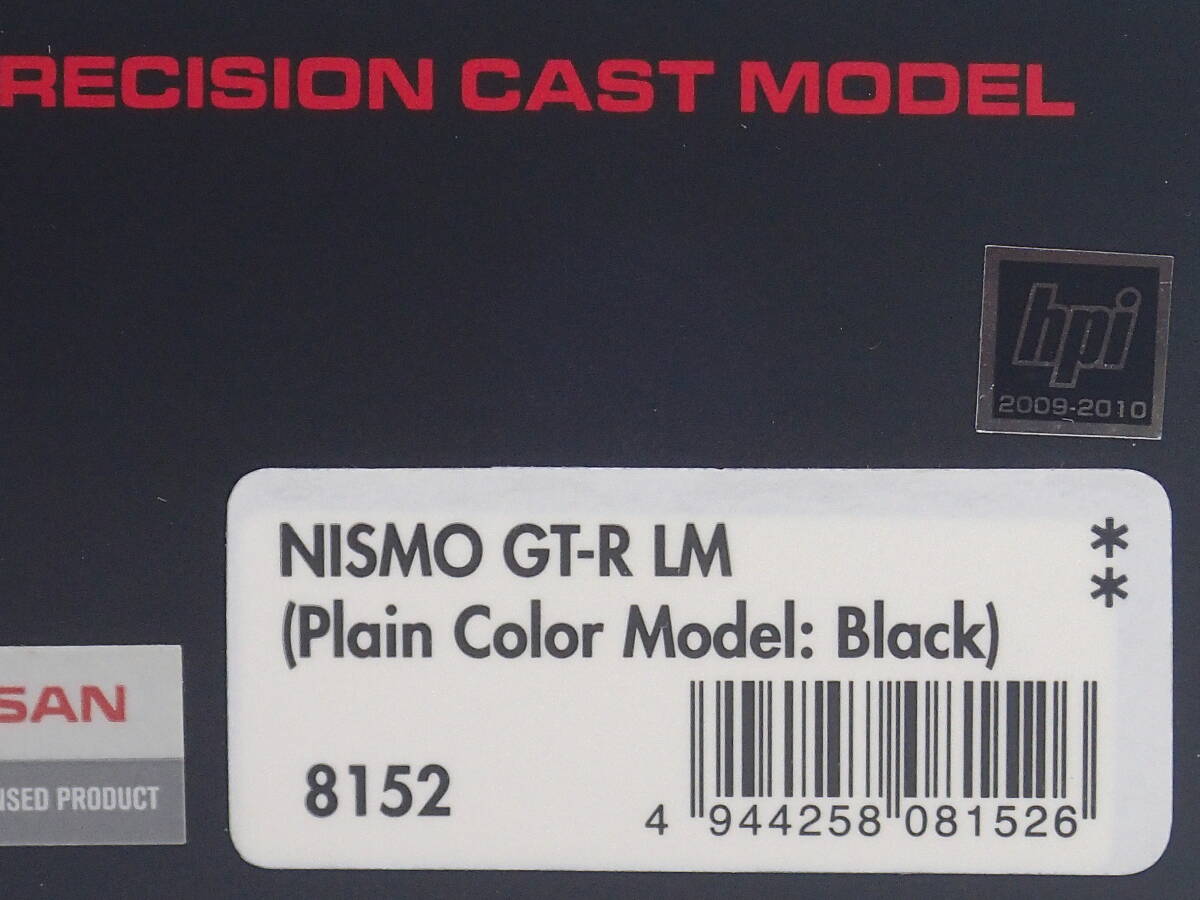 RECISION CAST MODEL
hpi
2009-2010
NISMO GT-R LM
**
(Plain Color Model: Black)
SAN
NSED PRODUCT
8152
4 944258 081526